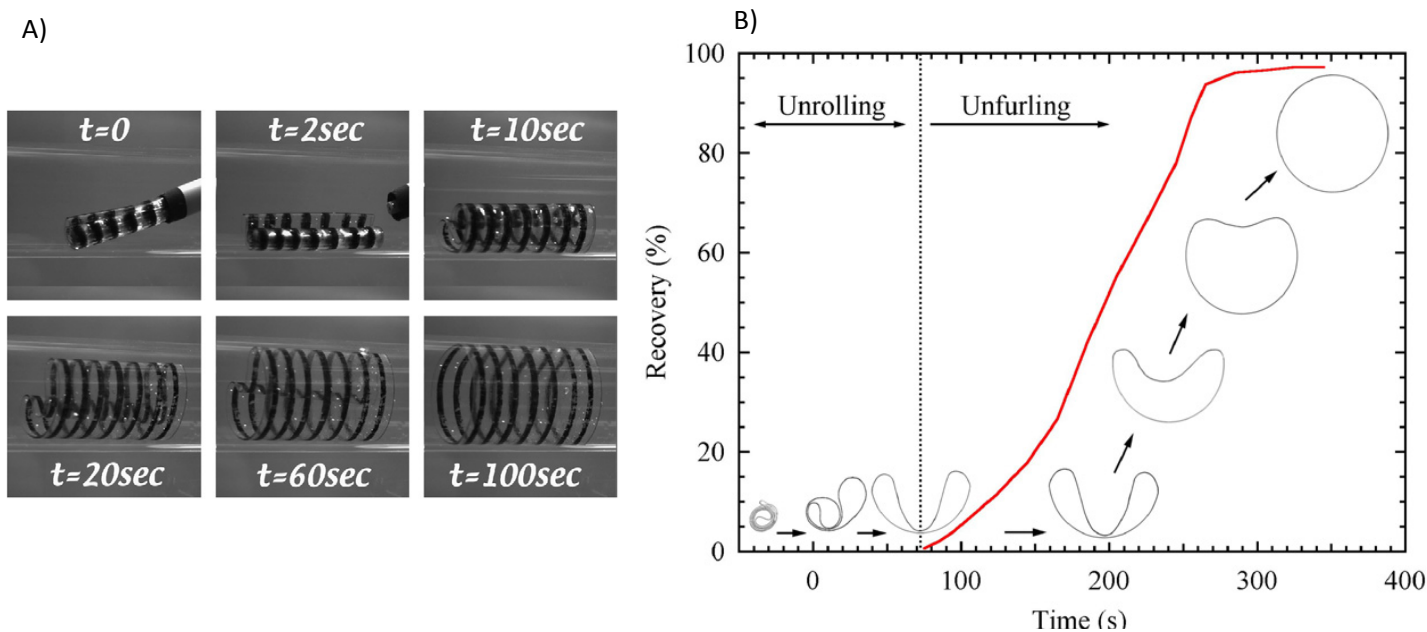 A)
t=0
t=2sec
t=10sec
t=20sec
t=60sec
t=100sec
B)
100
80
60
40
20
0
Recovery (%)
Unrolling
Unfurling
0
100
200
300
400
Time (s)